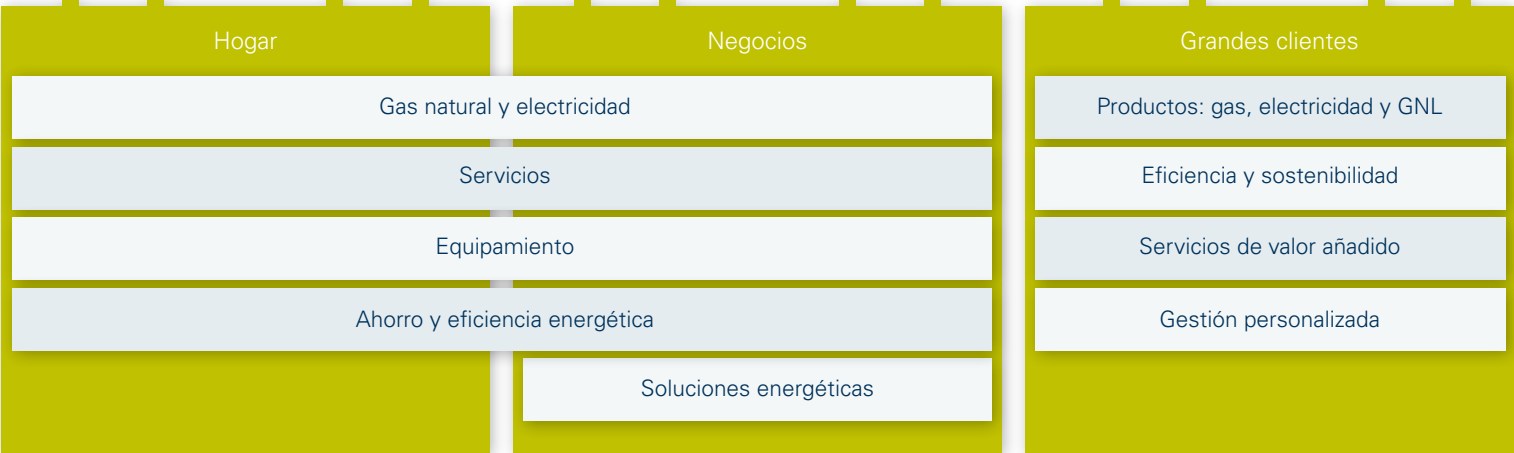 Hogar
Negocios
Grandes clientes
Gas natural y electricidad
Productos: gas, electricidad y GNL
Servicios
Eficiencia y sostenibilidad
Equipamiento
Servicios de valor añadido
Ahorro y eficiencia energética
Gestión personalizada
Soluciones energéticas